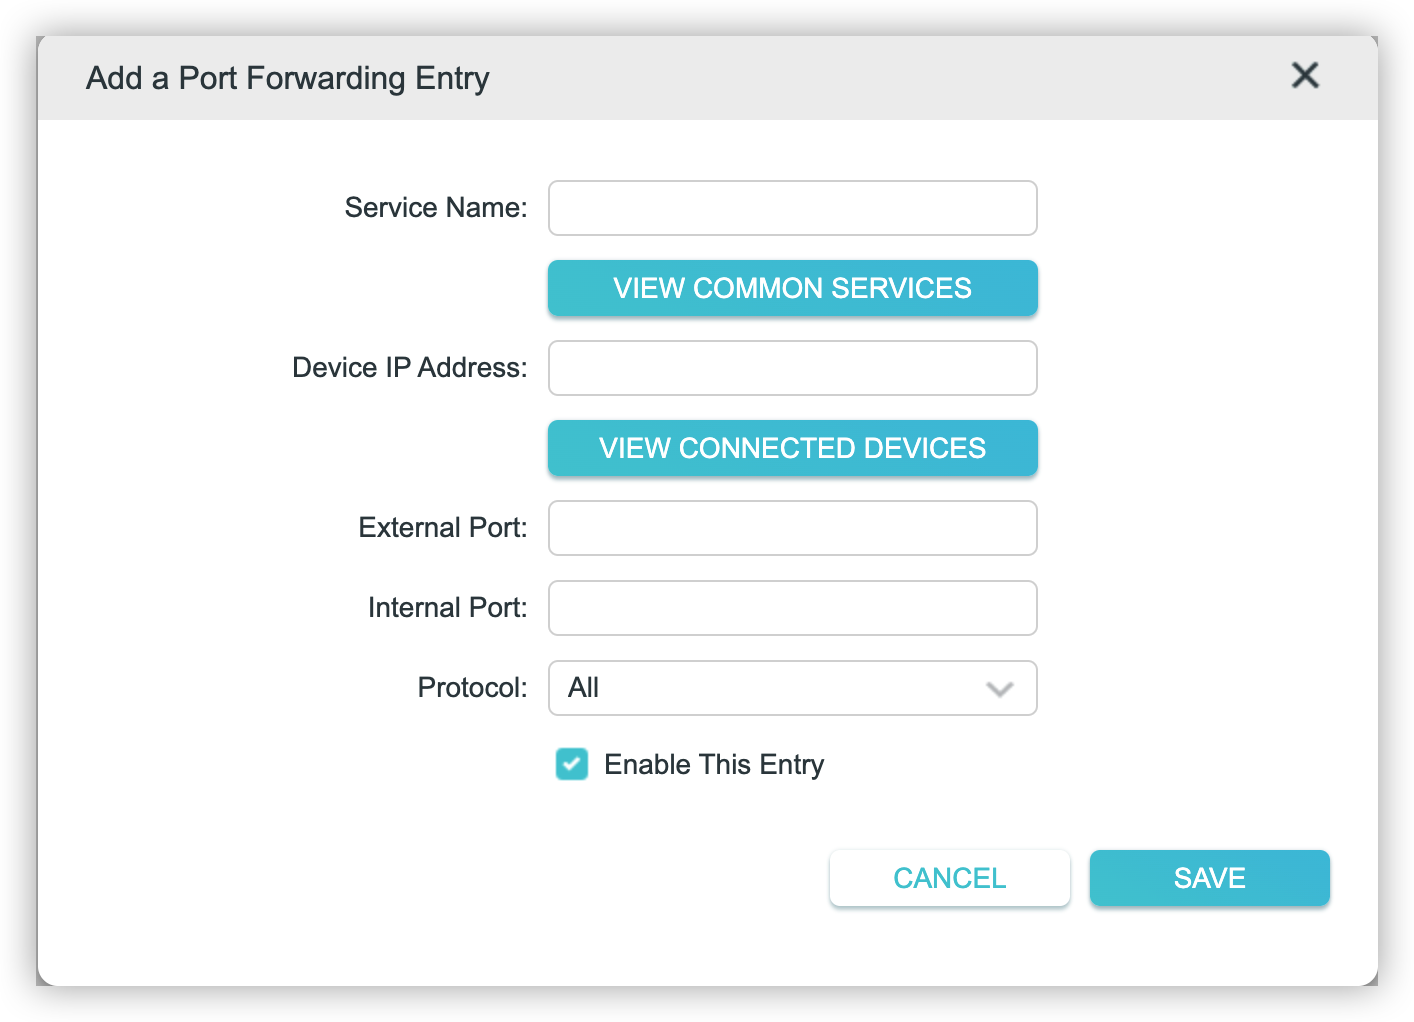 Add a Port Forwarding Entry
Service Name:
VIEW COMMON SERVICES
Device IP Address:
VIEW CONNECTED DEVICES
External Port:
Internal Port:
Protocol: All
Enable This Entry
CANCEL SAVE